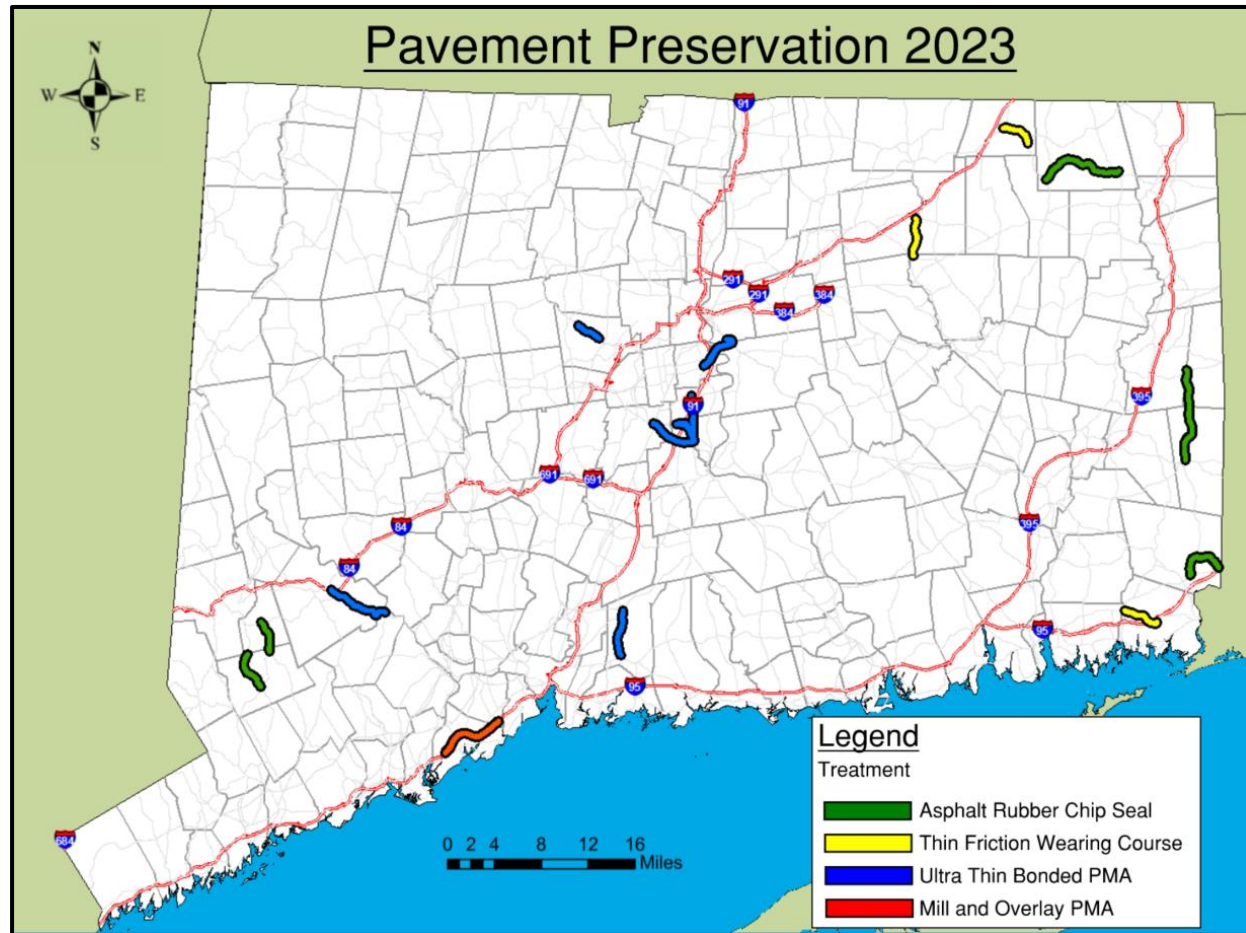 Pavement Preservation 2023
N
W E
S
91
291
291
384
384
91
395
691
691
395
84
84
95
95
684
0 2 4 8 12 16
Miles
Legend
Treatment
Asphalt Rubber Chip Seal
Thin Friction Wearing Course
Ultra Thin Bonded PMA
Mill and Overlay PMA